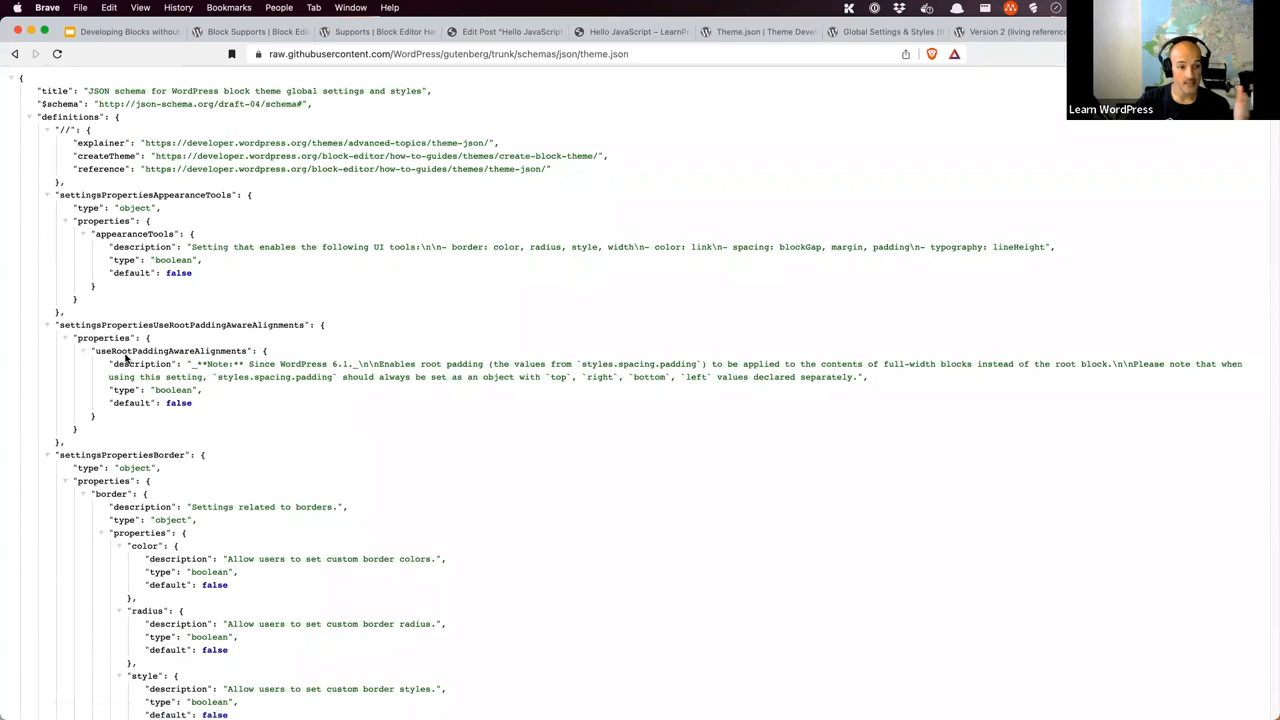 Brave File Edit View History Bookmarks People Tab Window Help
Developing Blocks without
Block Supports | Block Edi
Supports | Block Editor Ha
Edit Post "Hello JavaScript
Hello JavaScript – LearnPr
Theme.json | Theme Deve
Global Settings & Styles (t
Version 2 (living reference
raw.githubusercontent.com/WordPress/gutenberg/trunk/schemas/json/theme.json
Learn WordPress
{
"title": "JSON schema for WordPress block theme global settings and styles",
"$schema": "http://json-schema.org/draft-04/schema#",
"definitions": {
"//": {
"explainer": "https://developer.wordpress.org/themes/advanced-topics/theme-json/",
"createTheme": "https://developer.wordpress.org/block-editor/how-to-guides/themes/create-block-theme/",
"reference": "https://developer.wordpress.org/block-editor/how-to-guides/themes/theme-json/"
},
"settingsPropertiesAppearanceTools": {
"type": "object",
"properties": {
"appearanceTools": {
"description": "Setting that enables the following UI tools:\n\n- border: color, radius, style, width\n- color: link\n- spacing: blockGap, margin, padding\n- typography: lineHeight",
"type": "boolean",
"default": false
}
}
},
"settingsPropertiesUseRootPaddingAwareAlignments": {
"properties": {
"useRootPaddingAwareAlignments": {
"description": "_**Note:** Since WordPress 6.1._\n\nEnables root padding (the values from `styles.spacing.padding`) to be applied to the contents of full-width blocks instead of the root block.\n\nPlease note that when
using this setting, `styles.spacing.padding` should always be set as an object with `top`, `right`, `bottom`, `left` values declared separately.",
"type": "boolean",
"default": false
}
}
},
"settingsPropertiesBorder": {
"type": "object",
"properties": {
"border": {
"description": "Settings related to borders.",
"type": "object",
"properties": {
"color": {
"description": "Allow users to set custom border colors.",
"type": "boolean",
"default": false
},
"radius": {
"description": "Allow users to set custom border radius.",
"type": "boolean",
"default": false
},
"style": {
"description": "Allow users to set custom border styles.",
"type": "boolean",
"default": false